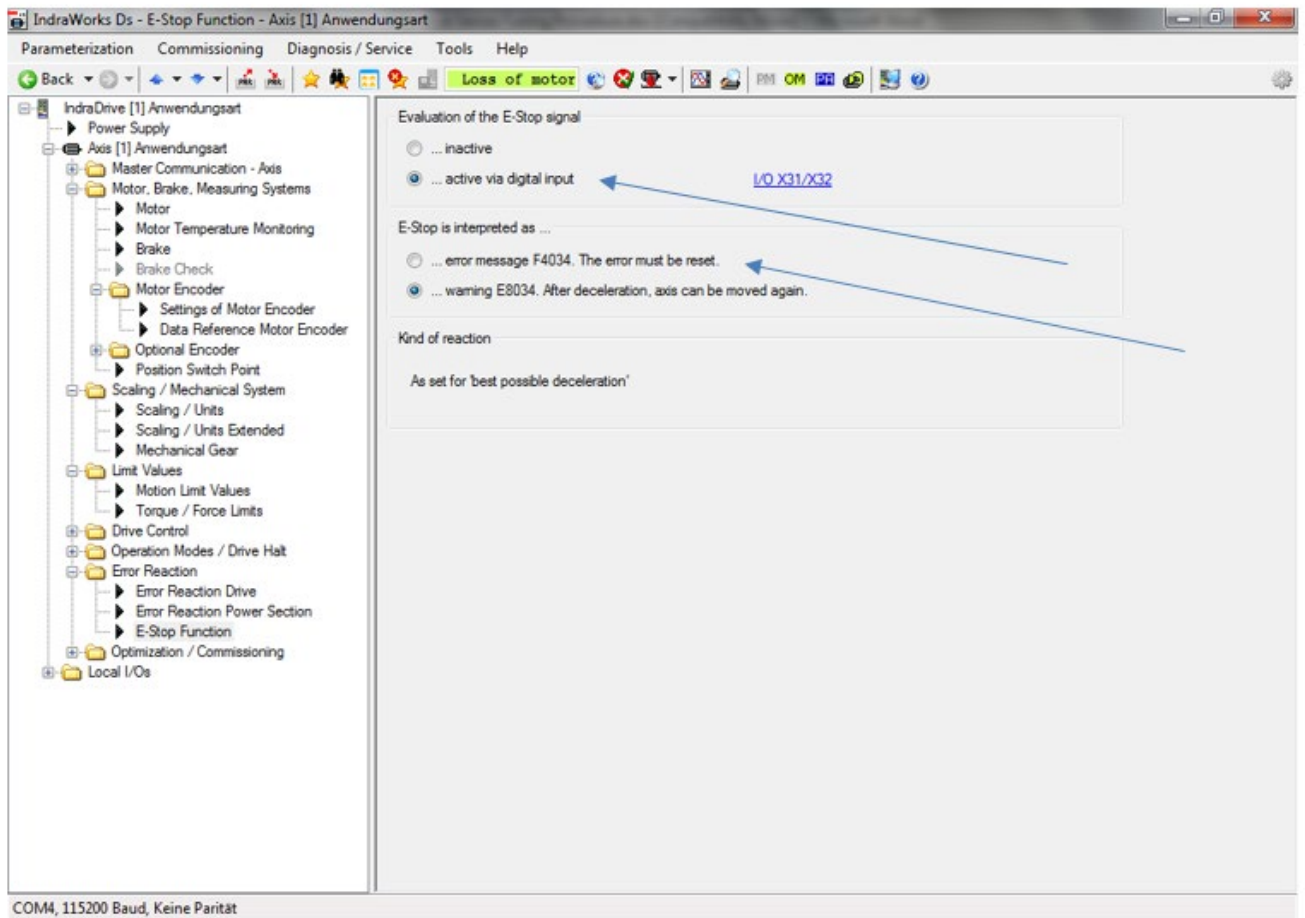 IndraWorks Ds - E-Stop Function - Axis [1] Anwendungsart
Parameterization Commissioning Diagnosis / Service Tools Help
Back Loss of motor PM OM
IndraDrive [1] Anwendungsart
Power Supply
Axis [1] Anwendungsart
Master Communication - Axis
Motor, Brake, Measuring Systems
Motor
Motor Temperature Monitoring
Brake
Brake Check
Motor Encoder
Settings of Motor Encoder
Data Reference Motor Encoder
Optional Encoder
Position Switch Point
Scaling / Mechanical System
Scaling / Units
Scaling / Units Extended
Mechanical Gear
Limit Values
Motion Limit Values
Torque / Force Limits
Drive Control
Operation Modes / Drive Halt
Error Reaction
Error Reaction Drive
Error Reaction Power Section
E-Stop Function
Optimization / Commissioning
Local I/Os
Evaluation of the E-Stop signal
... inactive
... active via digital input I/O X31/X32
E-Stop is interpreted as ...
... error message F4034. The error must be reset.
... warning E8034. After deceleration, axis can be moved again.
Kind of reaction
As set for 'best possible deceleration'
COM4, 115200 Baud, Keine Parität